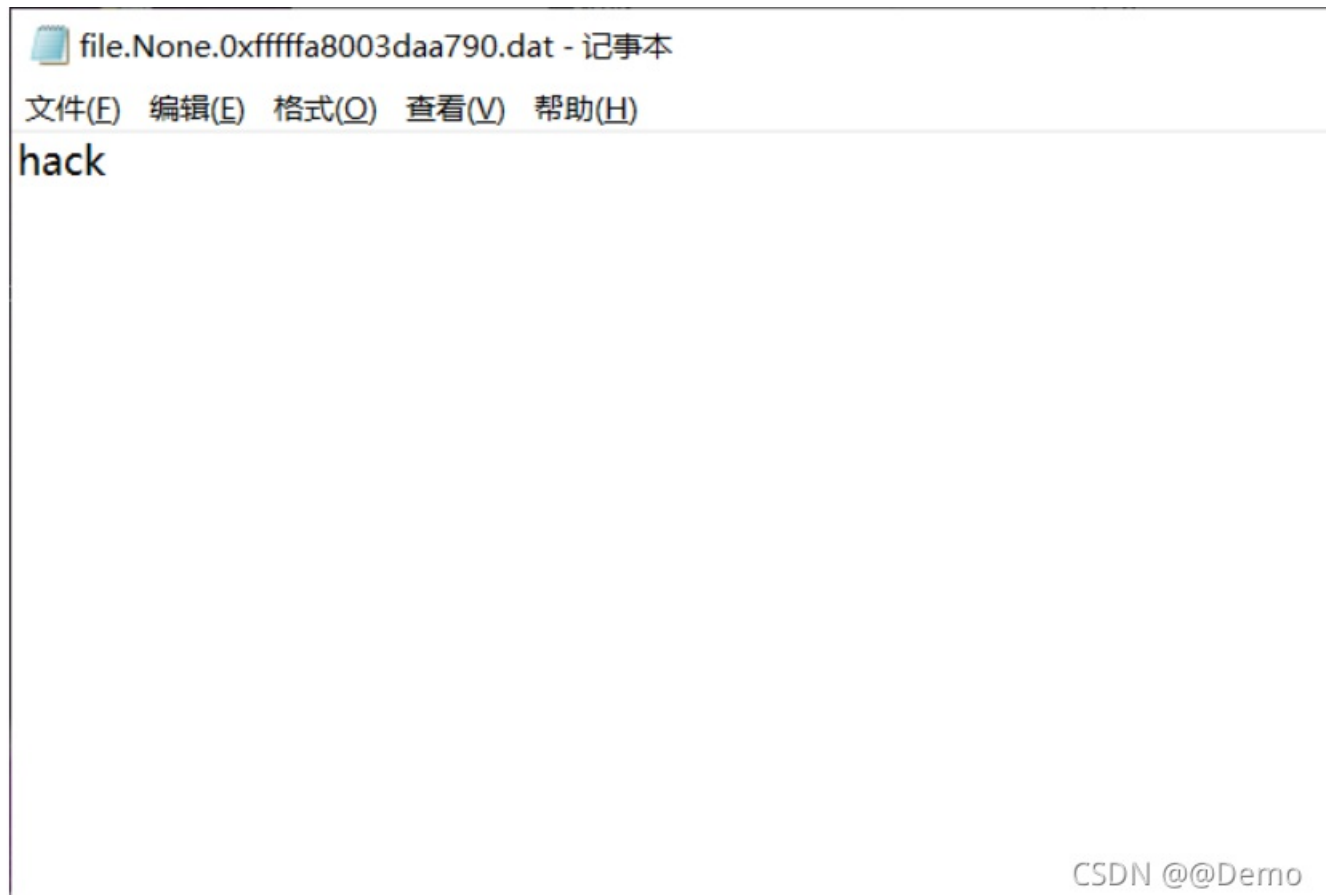 file.None.0xfffffa8003daa790.dat - 记事本
文件(F) 编辑(E) 格式(O) 查看(V) 帮助(H)
hack
CSDN @@Demo